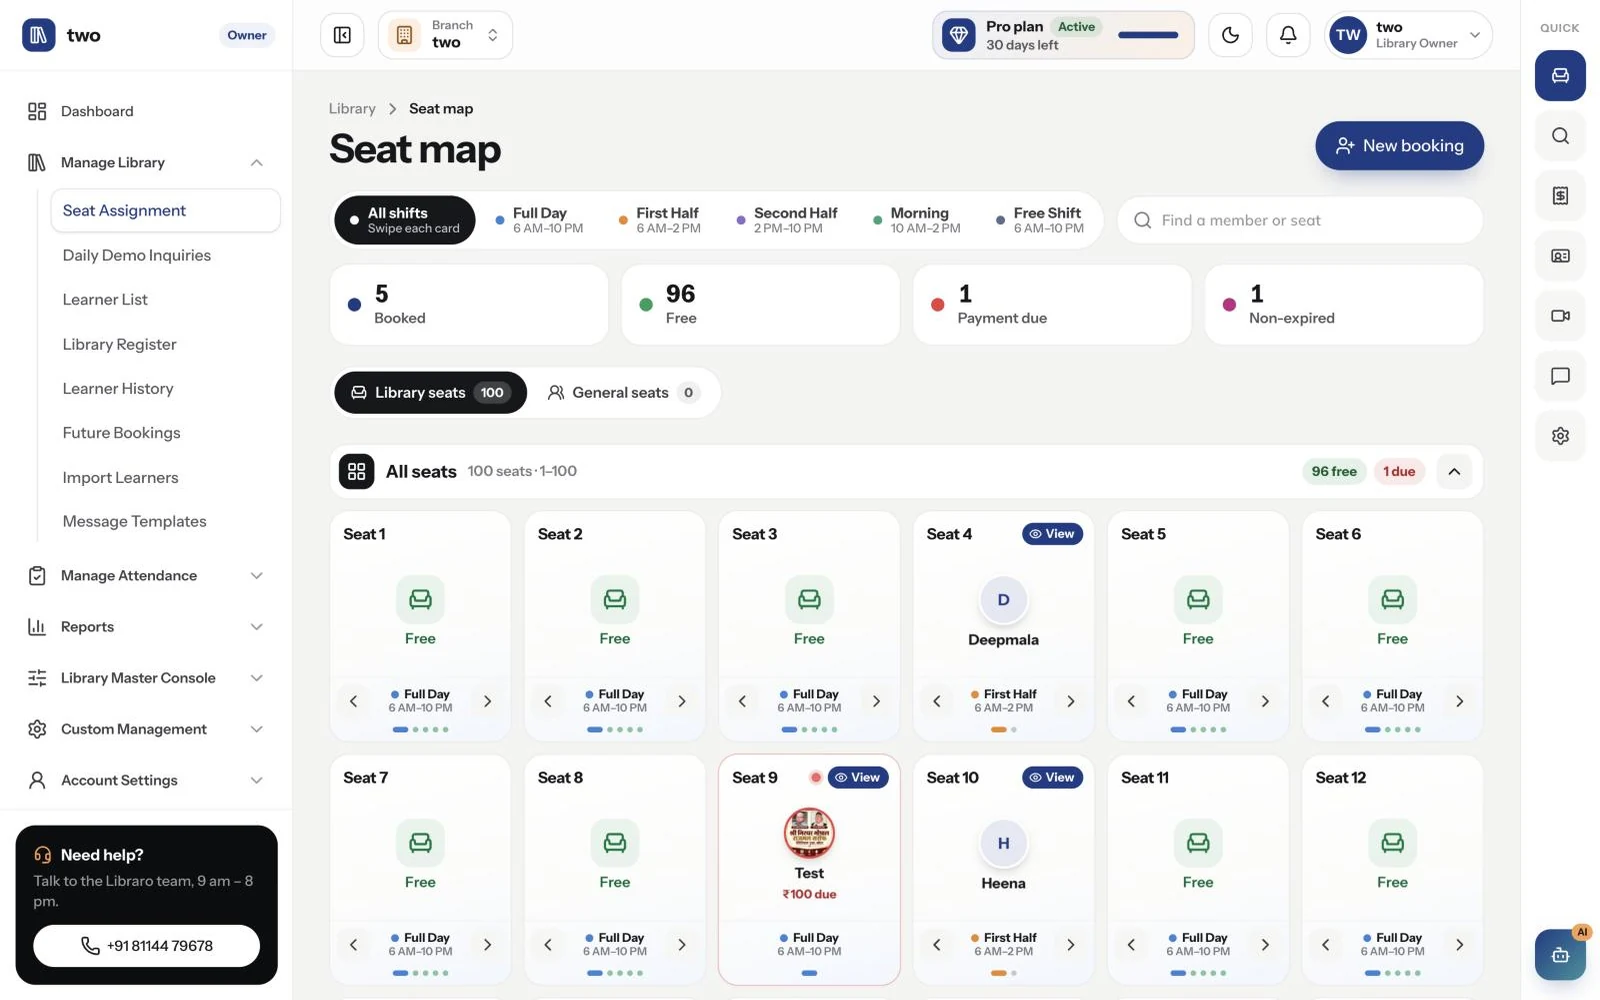 two
Owner
Dashboard
Manage Library
Seat Assignment
Daily Demo Inquiries
Learner List
Library Register
Learner History
Future Bookings
Import Learners
Message Templates
Manage Attendance
Reports
Library Master Console
Custom Management
Account Settings
Need help?
Talk to the Libraro team, 9 am – 8
pm.
+91 81144 79678
Branch
two
Pro plan Active
30 days left
TW
two
Library Owner
QUICK
Library > Seat map
Seat map
New booking
All shifts
Swipe each card
Full Day
6 AM–10 PM
First Half
6 AM–2 PM
Second Half
2 PM–10 PM
Morning
10 AM–2 PM
Free Shift
6 AM–10 PM
Find a member or seat
5
Booked
96
Free
1
Payment due
1
Non-expired
Library seats 100
General seats 0
All seats 100 seats · 1–100
96 free
1 due
Seat 1
Free
Full Day
6 AM–10 PM
Seat 2
Free
Full Day
6 AM–10 PM
Seat 3
Free
Full Day
6 AM–10 PM
Seat 4
View
D
Deepmala
First Half
6 AM–2 PM
Seat 5
Free
Full Day
6 AM–10 PM
Seat 6
Free
Full Day
6 AM–10 PM
Seat 7
Free
Full Day
6 AM–10 PM
Seat 8
Free
Full Day
6 AM–10 PM
Seat 9
View
Test
₹100 due
Full Day
6 AM–10 PM
Seat 10
View
H
Heena
First Half
6 AM–2 PM
Seat 11
Free
Full Day
6 AM–10 PM
Seat 12
Free
Full Day
6 AM–10 PM
AI